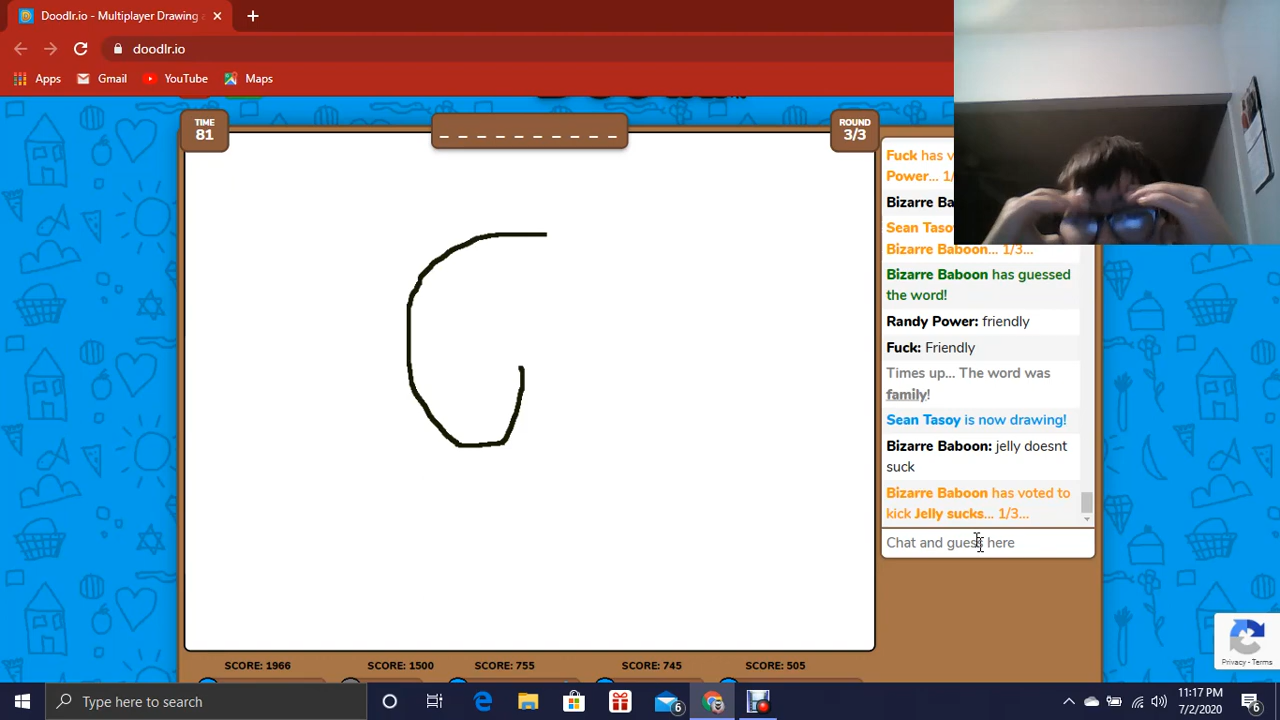 Doodlr.io - Multiplayer Drawing
doodlr.io
Apps Gmail YouTube Maps
TIME
81
_ _ _ _ _ _ _ _ _ _
ROUND
3/3
Fuck has v
Power... 1/
Bizarre Ba
Sean Taso
Bizarre Baboon... 1/3...
Bizarre Baboon has guessed
the word!
Randy Power: friendly
Fuck: Friendly
Times up... The word was
family!
Sean Tasoy is now drawing!
Bizarre Baboon: jelly doesnt
suck
Bizarre Baboon has voted to
kick Jelly sucks... 1/3...
Chat and guess here
SCORE: 1966 SCORE: 1500 SCORE: 755 SCORE: 745 SCORE: 505
Privacy - Terms
Type here to search
6
11:17 PM
7/2/2020
6